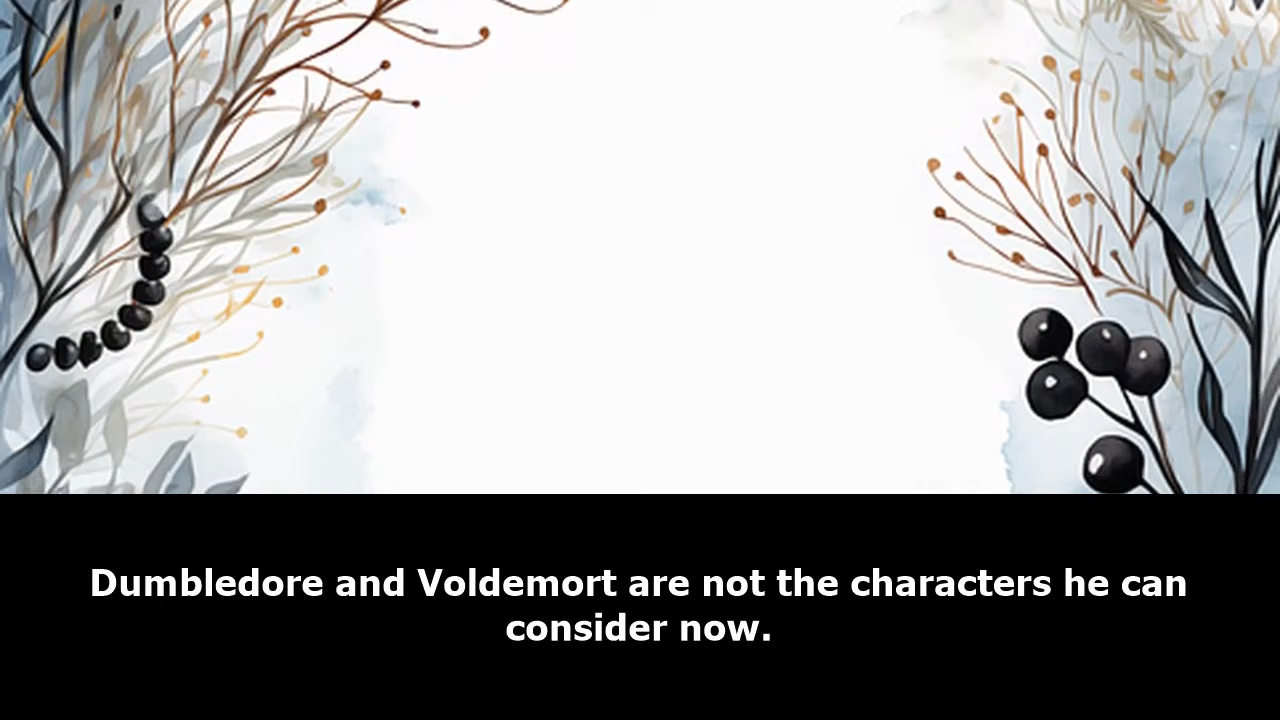 Dumbledore and Voldemort are not the characters he can
consider now.